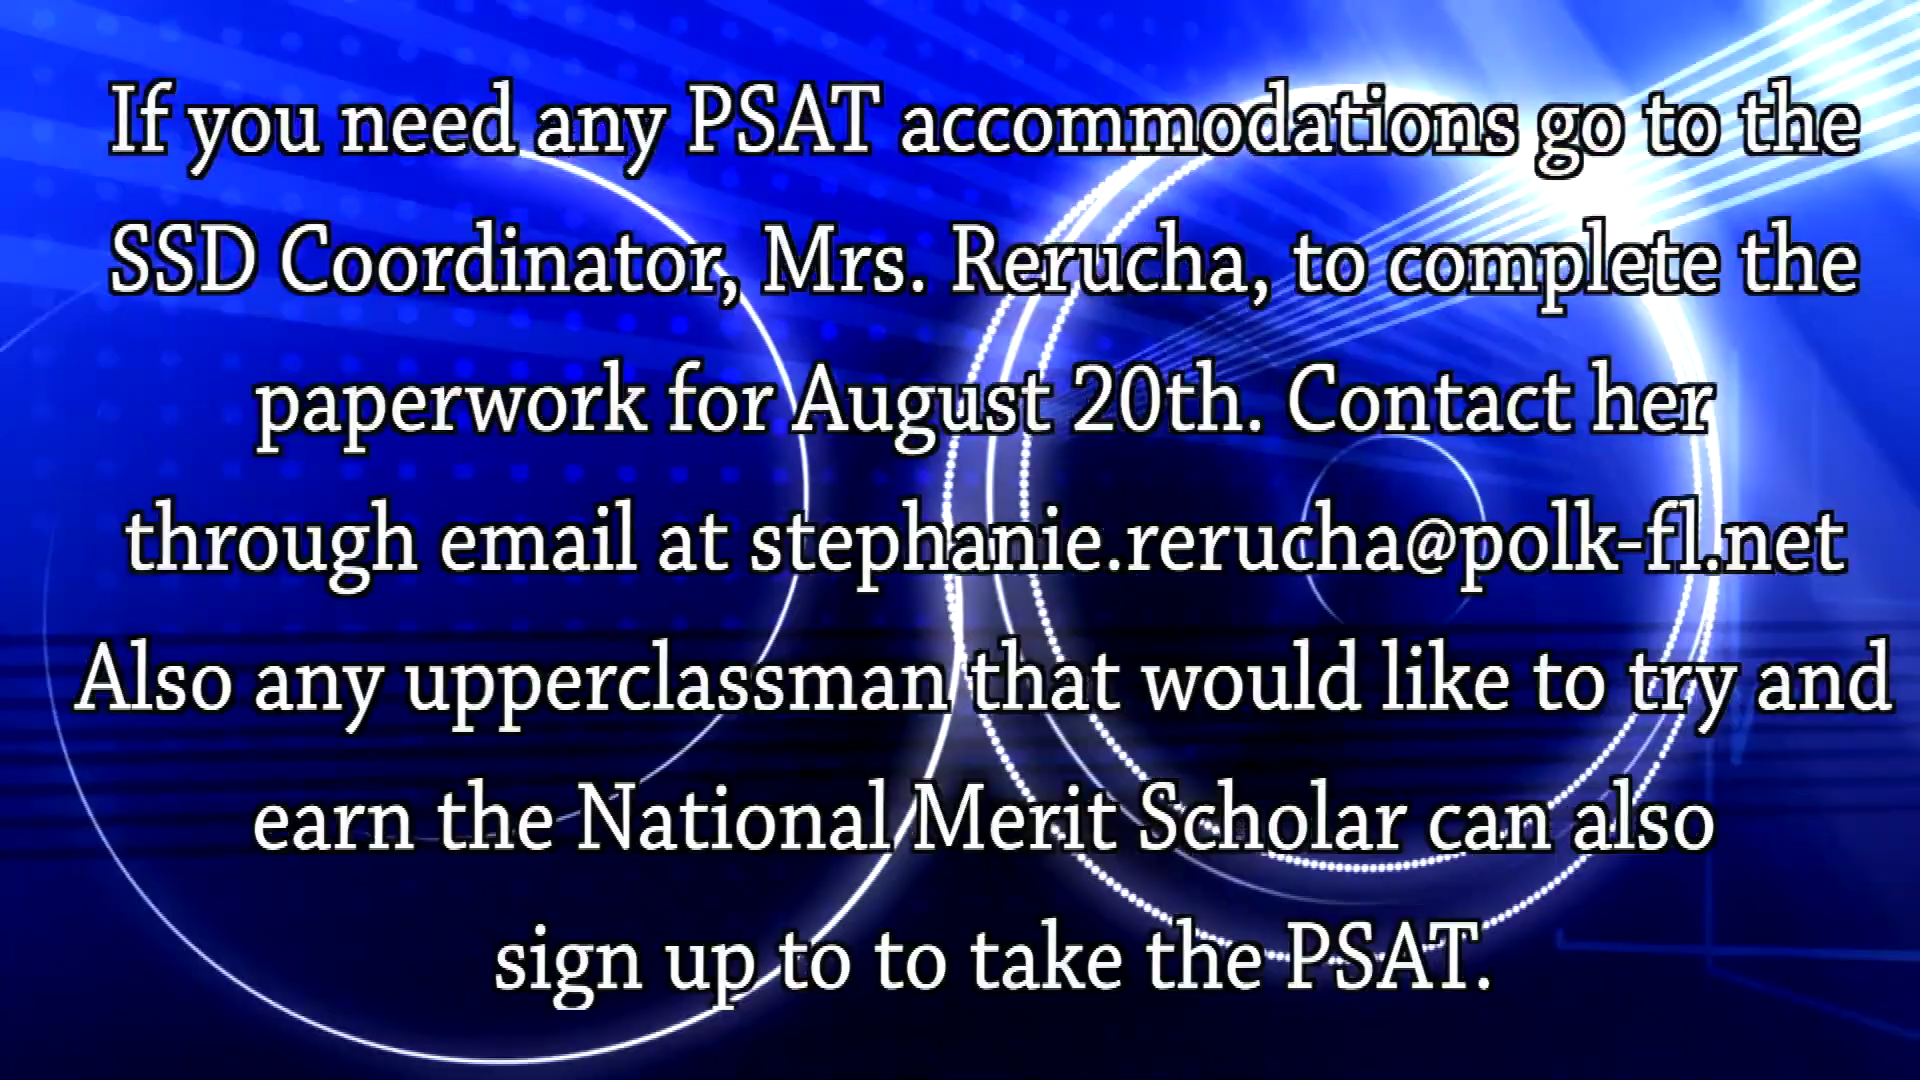 If you need any PSAT accommodations go to the
SSD Coordinator, Mrs. Rerucha, to complete the
paperwork for August 20th. Contact her
through email at stephanie.rerucha@polk-fl.net
Also any upperclassman that would like to try and
earn the National Merit Scholar can also
sign up to to take the PSAT.